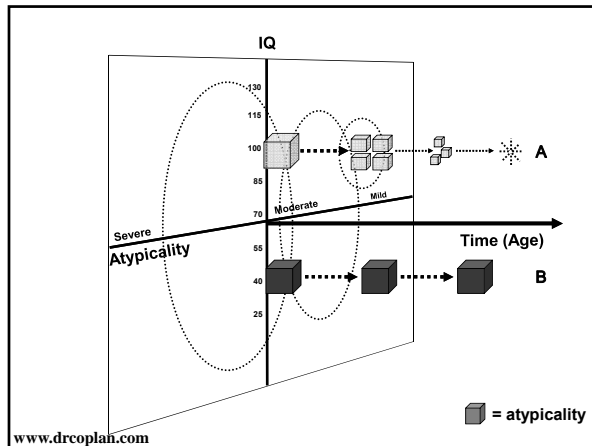 IQ
130
115
100
85
70
55
40
25
A
Mild
Moderate
Severe
Atypicality
Time (Age)
B
= atypicality
www.drcoplan.com